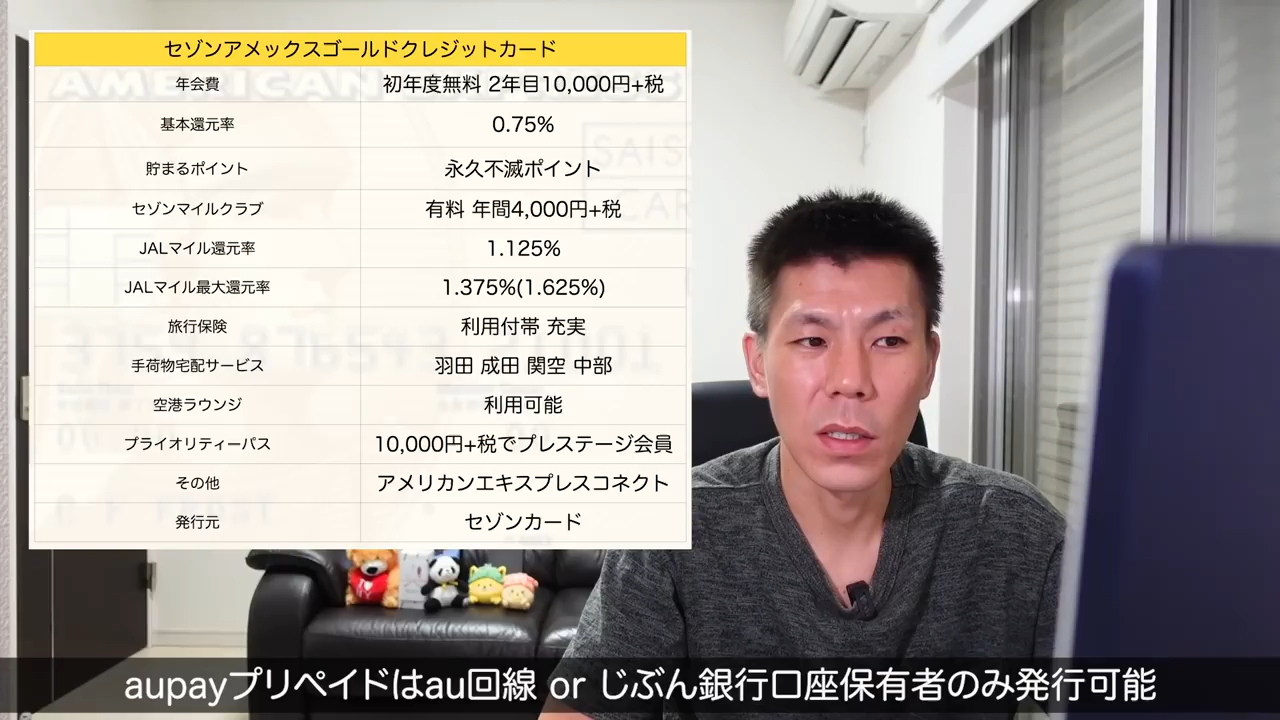 セゾンアメックスゴールドクレジットカード
年会費 初年度無料 2年目10,000円+税
基本還元率 0.75%
貯まるポイント 永久不滅ポイント
セゾンマイルクラブ 有料 年間4,000円+税
JALマイル還元率 1.125%
JALマイル最大還元率 1.375%(1.625%)
旅行保険 利用付帯 充実
手荷物宅配サービス 羽田 成田 関空 中部
空港ラウンジ 利用可能
プライオリティーパス 10,000円+税でプレステージ会員
その他 アメリカンエキスプレスコネクト
発行元 セゾンカード
aupayプリペイドはau回線 or じぶん銀行口座保有者のみ発行可能